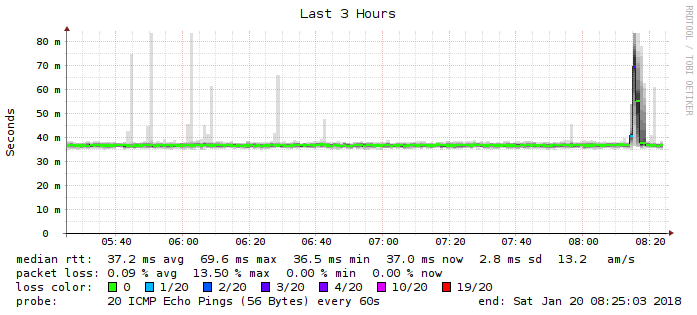 Last 3 Hours
RRDTOOL / TOBI OETIKER
Seconds
80 m
70 m
60 m
50 m
40 m
30 m
20 m
10 m
0
05:40 06:00 06:20 06:40 07:00 07:20 07:40 08:00 08:20
median rtt: 37.2 ms avg 69.6 ms max 36.5 ms min 37.0 ms now 2.8 ms sd 13.2 am/s
packet loss: 0.09 % avg 13.50 % max 0.00 % min 0.00 % now
loss color: 0 1/20 2/20 3/20 4/20 10/20 19/20
probe: 20 ICMP Echo Pings (56 Bytes) every 60s end: Sat Jan 20 08:25:03 2018